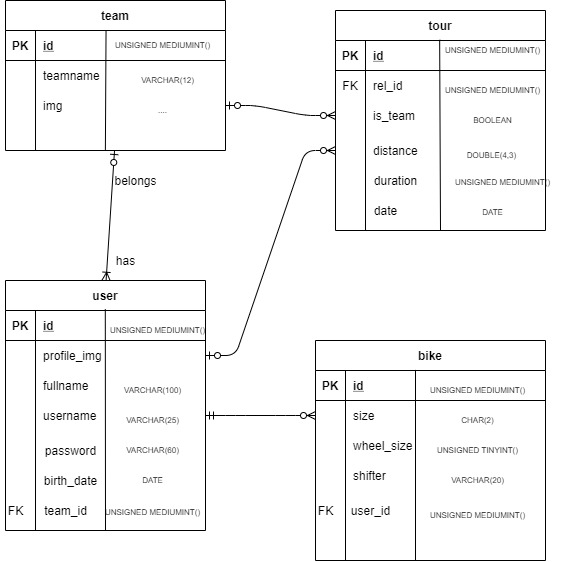 team
PK id UNSIGNED MEDIUMINT()
teamname VARCHAR(12)
img ....
tour
PK id UNSIGNED MEDIUMINT()
FK rel_id UNSIGNED MEDIUMINT()
is_team BOOLEAN
distance DOUBLE(4,3)
duration UNSIGNED MEDIUMINT()
date DATE
belongs
has
user
PK id UNSIGNED MEDIUMINT()
profile_img
fullname VARCHAR(100)
username VARCHAR(25)
password VARCHAR(60)
birth_date DATE
FK team_id UNSIGNED MEDIUMINT()
bike
PK id UNSIGNED MEDIUMINT()
size CHAR(2)
wheel_size UNSIGNED TINYINT()
shifter VARCHAR(20)
FK user_id UNSIGNED MEDIUMINT()